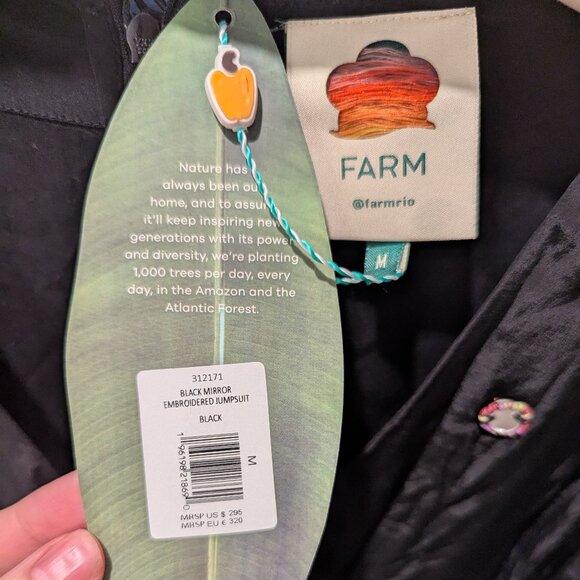 FARM
@farmrio
M
Nature has
always been
home, and to
it'll keep inspiring new
generations with its power
and diversity, we're planting
1,000 trees per day, every
day, in the Amazon and the
Atlantic Forest.
312171
BLACK MIRROR
EMBROIDERED JUMPSUIT
BLACK
M
MRSP US $ 295
MRSP EU € 320